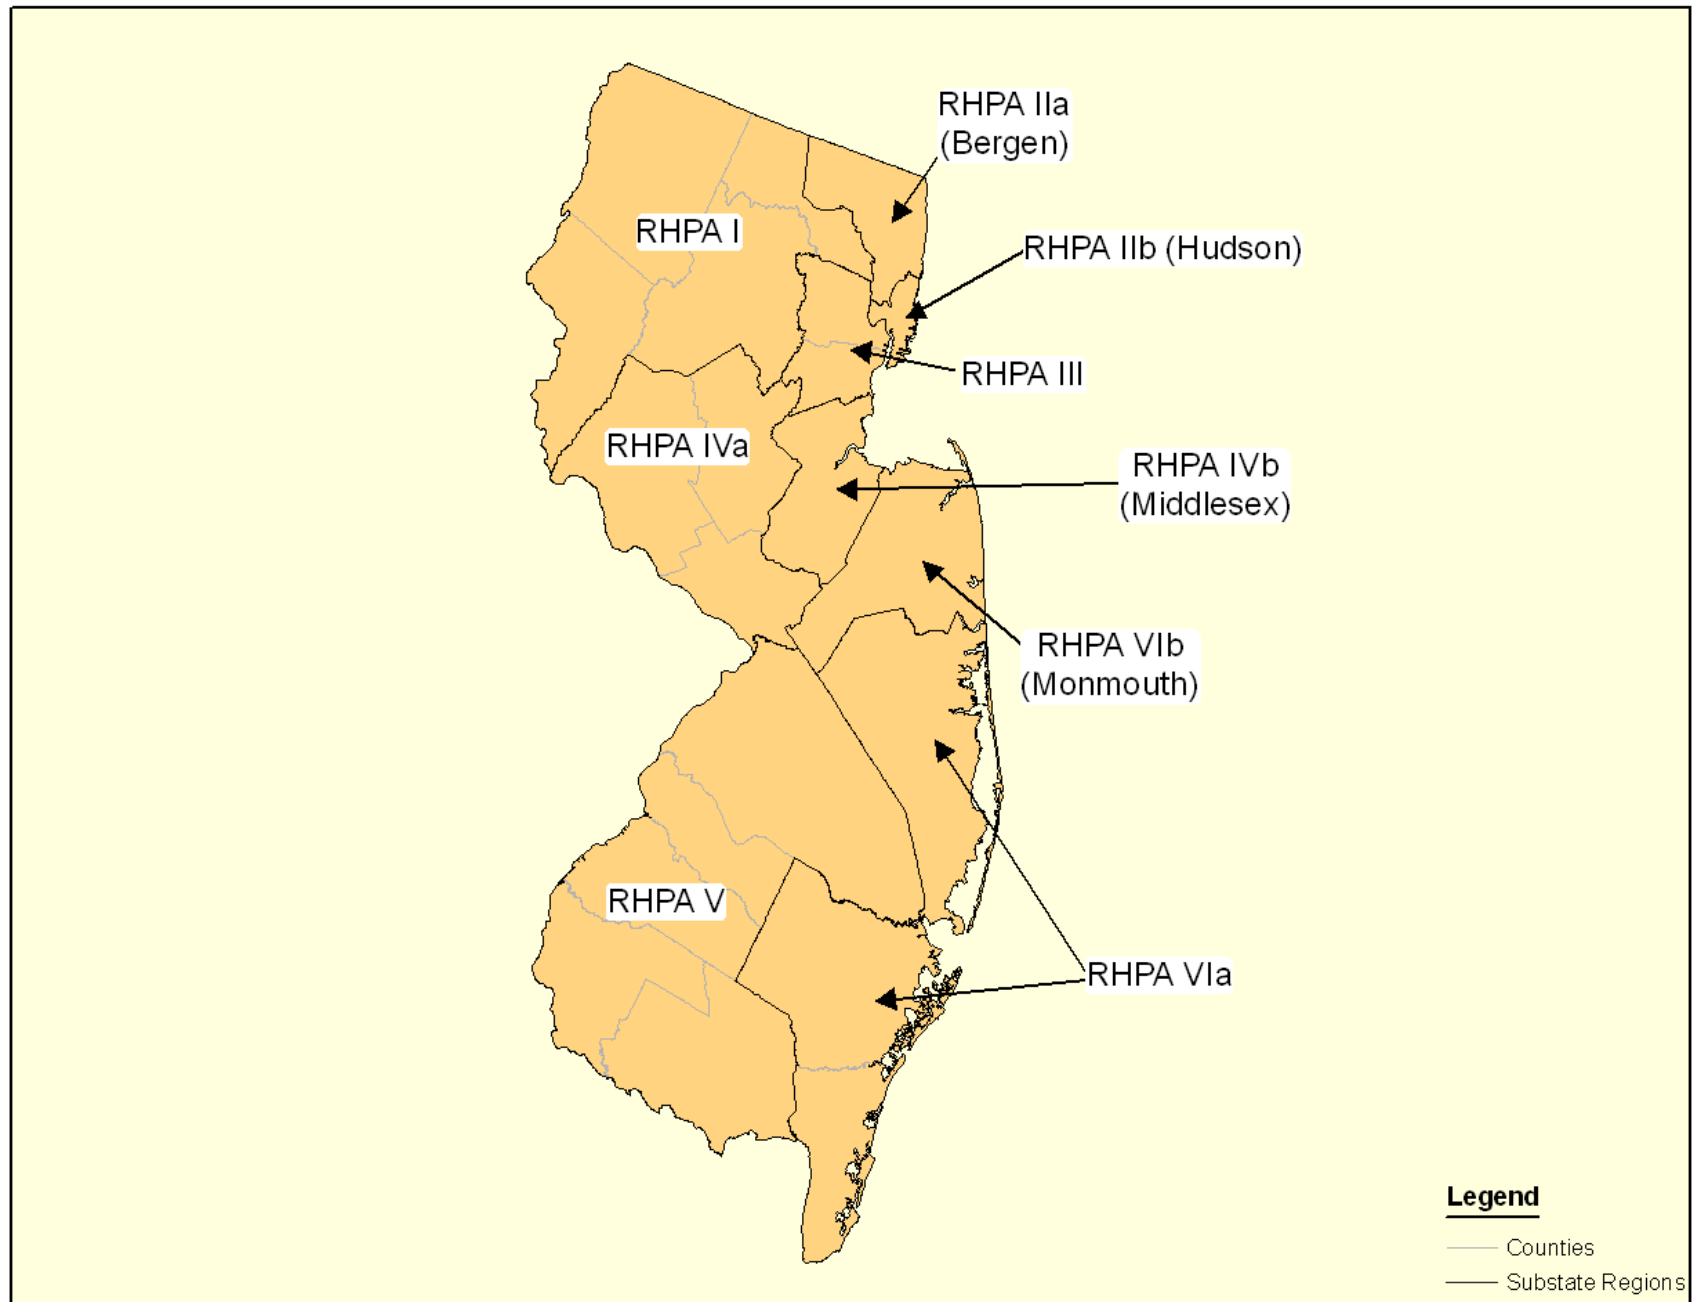 RHPA IIa
(Bergen)
RHPA I
RHPA IIb (Hudson)
RHPA III
RHPA IVa
RHPA IVb
(Middlesex)
RHPA VIb
(Monmouth)
RHPA V
RHPA VIa
Legend
Counties
Substate Regions